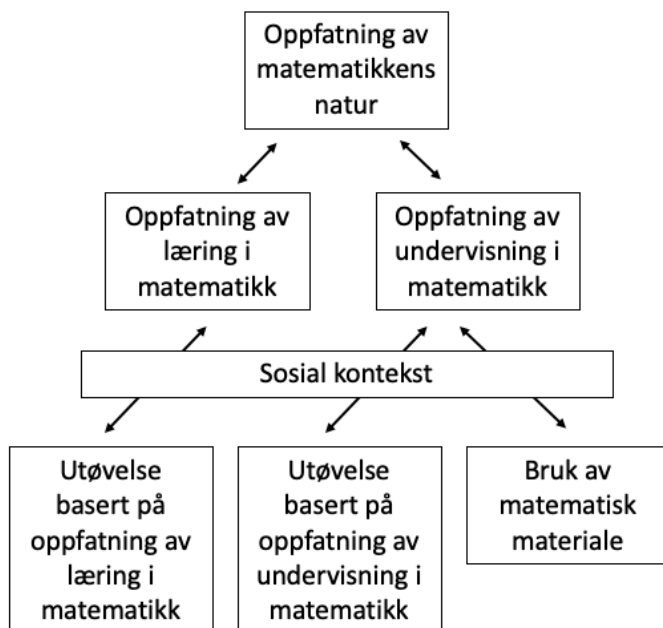 Oppfatning av
matematikkens
natur
Oppfatning av
læring i
matematikk
Oppfatning av
undervisning i
matematikk
Sosial kontekst
Utøvelse
basert på
oppfatning av
læring i
matematikk
Utøvelse
basert på
oppfatning av
undervisning i
matematikk
Bruk av
matematisk
materiale